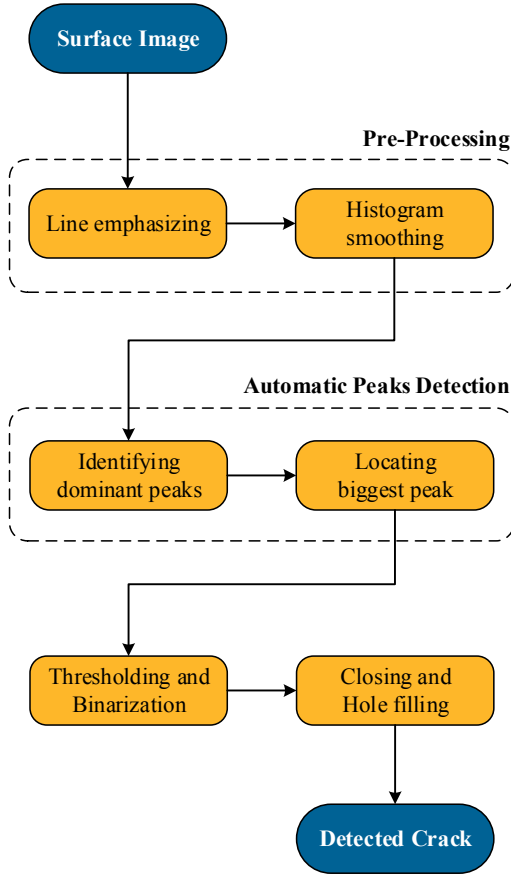 Surface Image
Pre-Processing
Line emphasizing
Histogram
smoothing
Automatic Peaks Detection
Identifying
dominant peaks
Locating
biggest peak
Thresholding and
Binarization
Closing and
Hole filling
Detected Crack